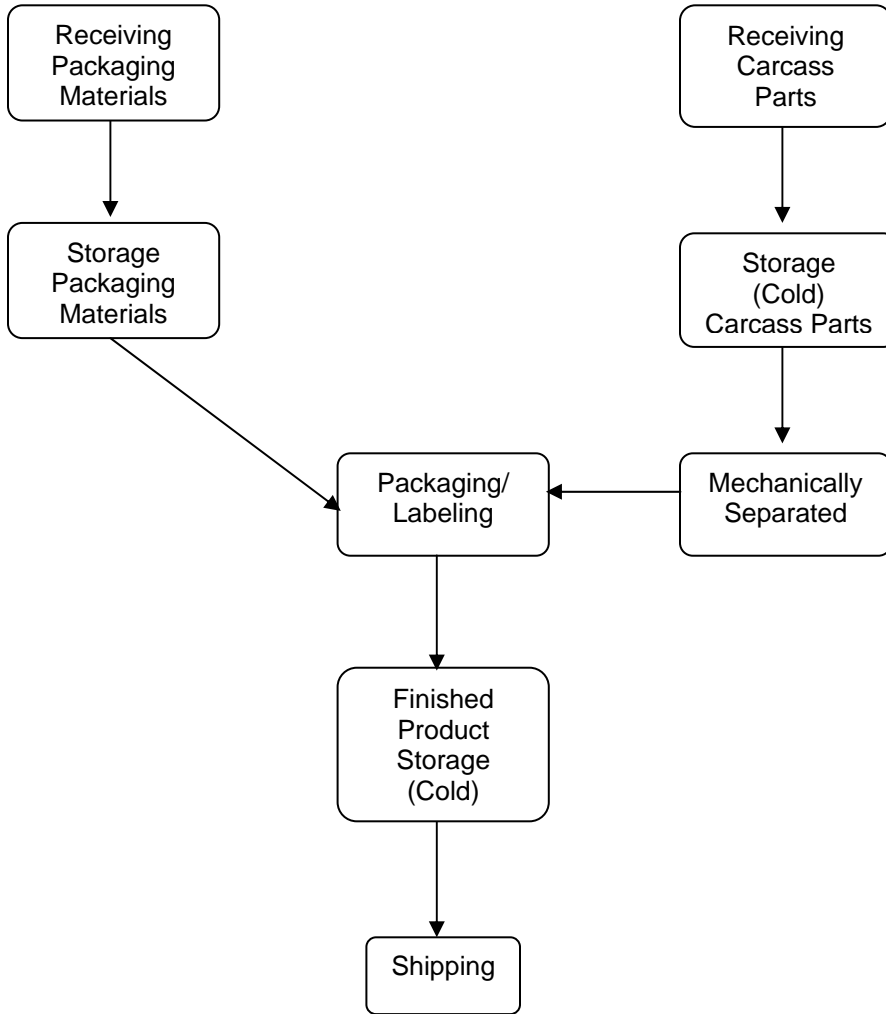 Receiving
Packaging
Materials
Receiving
Carcass
Parts
Storage
Packaging
Materials
Storage
(Cold)
Carcass Parts
Packaging/
Labeling
Mechanically
Separated
Finished
Product
Storage
(Cold)
Shipping